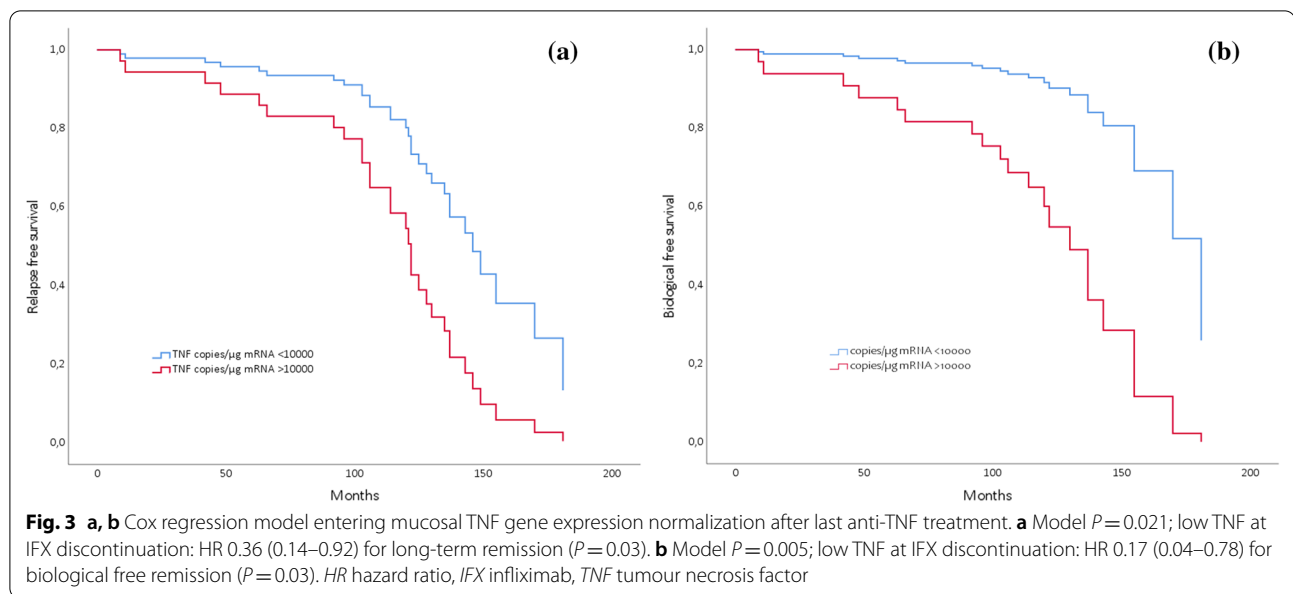 (a)
1,0
0,8
0,6
0,4
0,2
0,0
Relapse free survival
TNF copies/µg mRNA <10000
TNF copies/µg mRNA >10000
0 50 100 150 200
Months
(b)
1,0
0,8
0,6
0,4
0,2
0,0
Biological free survival
copies/µg mRNA <10000
copies/µg mRNA >10000
0 50 100 150 200
Months
Fig. 3 a, b Cox regression model entering mucosal TNF gene expression normalization after last anti-TNF treatment. a Model P = 0.021; low TNF at
IFX discontinuation: HR 0.36 (0.14–0.92) for long-term remission (P = 0.03). b Model P = 0.005; low TNF at IFX discontinuation: HR 0.17 (0.04–0.78) for
biological free remission (P = 0.03). HR hazard ratio, IFX infliximab, TNF tumour necrosis factor